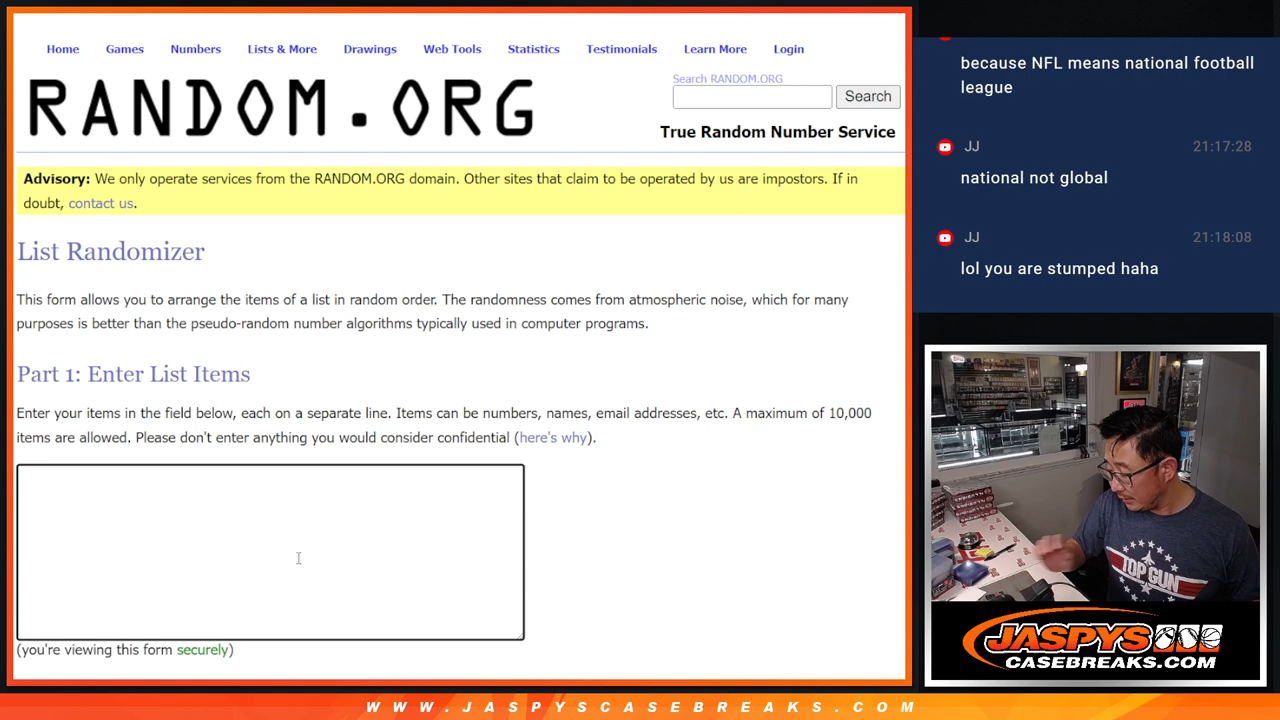 Home Games Numbers Lists & More Drawings Web Tools Statistics Testimonials Learn More Login
RANDOM.ORG
Search RANDOM.ORG
Search
True Random Number Service
Advisory: We only operate services from the RANDOM.ORG domain. Other sites that claim to be operated by us are impostors. If in
doubt, contact us.
List Randomizer
This form allows you to arrange the items of a list in random order. The randomness comes from atmospheric noise, which for many
purposes is better than the pseudo-random number algorithms typically used in computer programs.
Part 1: Enter List Items
Enter your items in the field below, each on a separate line. Items can be numbers, names, email addresses, etc. A maximum of 10,000
items are allowed. Please don't enter anything you would consider confidential (here's why).
(you're viewing this form securely)
because NFL means national football
league
JJ 21:17:28
national not global
JJ 21:18:08
lol you are stumped haha
TOP GUN
JASPYS
CASEBREAKS.COM
WWW.JASPYSCASEBREAKS.COM